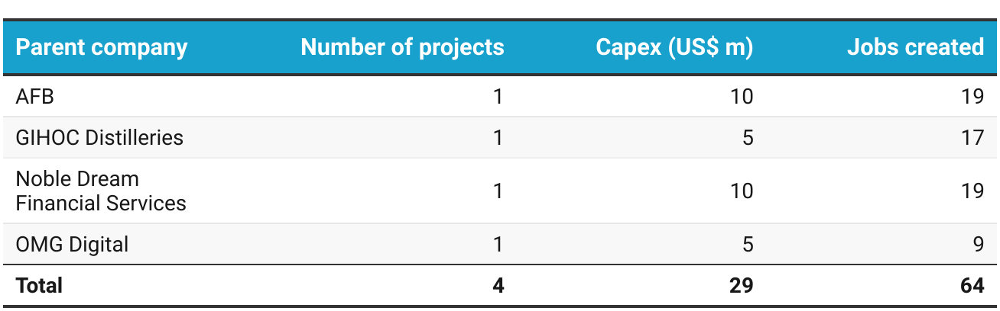 Parent company Number of projects Capex (US$ m) Jobs created
AFB 1 10 19
GIHOC Distilleries 1 5 17
Noble Dream
Financial Services 1 10 19
OMG Digital 1 5 9
Total 4 29 64